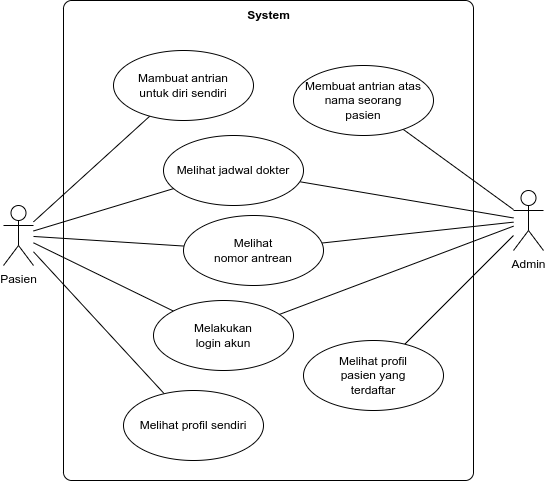 System
Mambuat antrian
untuk diri sendiri
Membuat antrian atas
nama seorang
pasien
Melihat jadwal dokter
Pasien
Admin
Melihat
nomor antrean
Melakukan
login akun
Melihat profil
pasien yang
terdaftar
Melihat profil sendiri